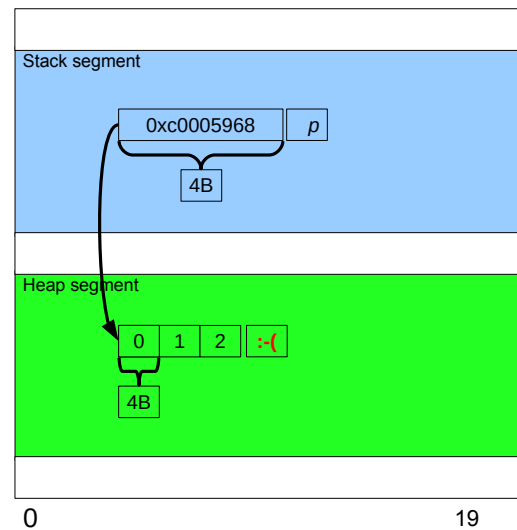 Stack segment
0xc0005968 p
4B
Heap segment
0 1 2 :-(
4B
0 19